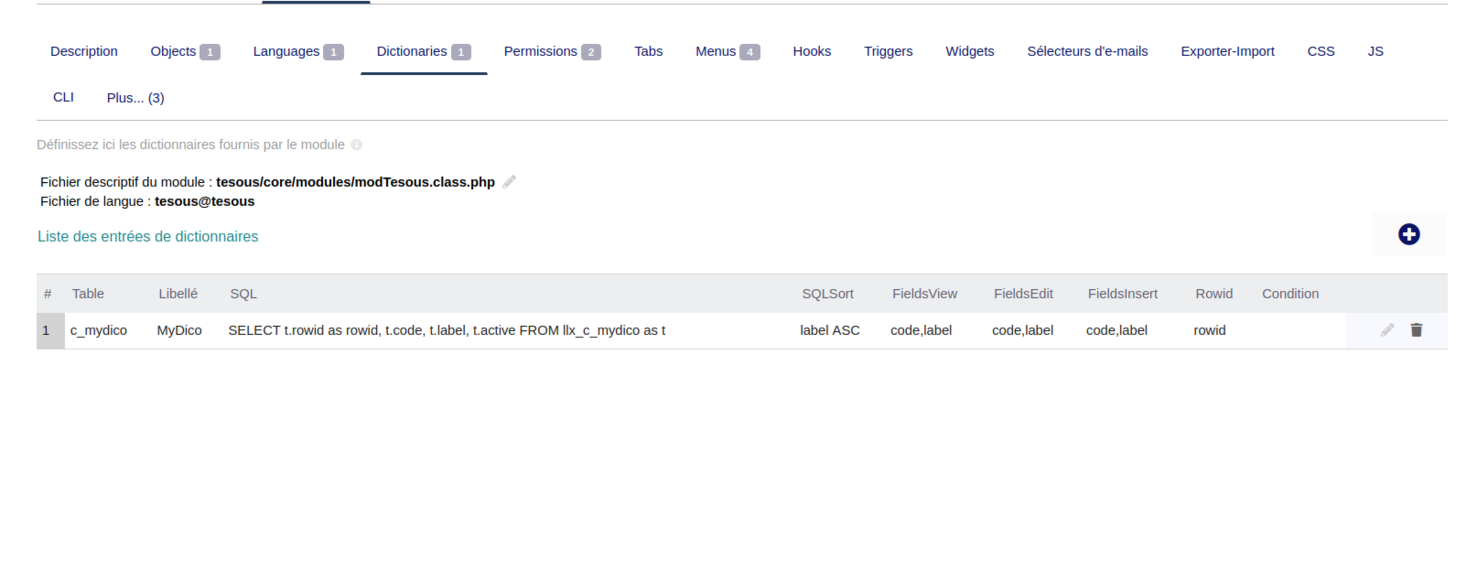 Description Objects 1 Languages 1 Dictionaries 1 Permissions 2 Tabs Menus 4 Hooks Triggers Widgets Sélecteurs d'e-mails Exporter-Import CSS JS
CLI Plus... (3)
Définissez ici les dictionnaires fournis par le module
Fichier descriptif du module : tesous/core/modules/modTesous.class.php
Fichier de langue : tesous@tesous
Liste des entrées de dictionnaires
# Table Libellé SQL SQLSort FieldsView FieldsEdit FieldsInsert Rowid Condition
1 c_mydico MyDico SELECT t.rowid as rowid, t.code, t.label, t.active FROM llx_c_mydico as t label ASC code,label code,label code,label rowid